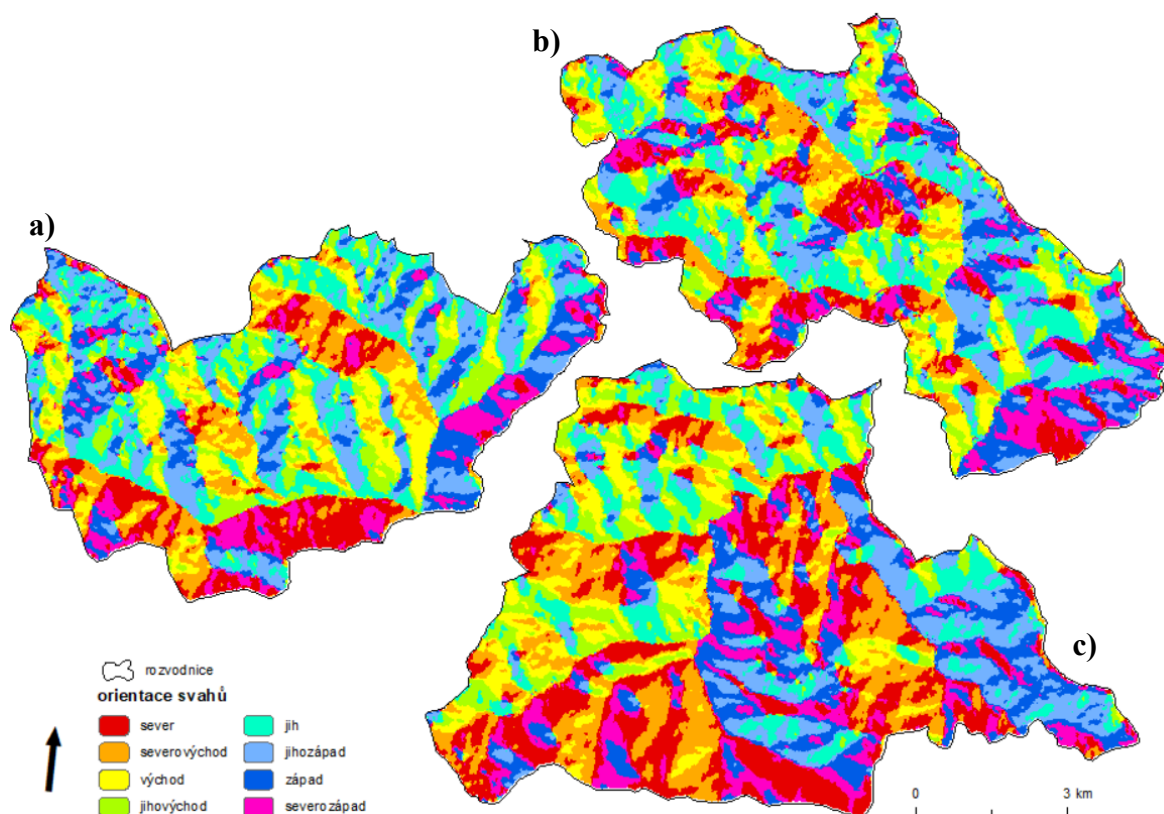 b)
a)
c)
rozvodnice
orientace svahů
sever
severovýchod
východ
jihovýchod
jih
jihozápad
západ
severozápad
0 3 km